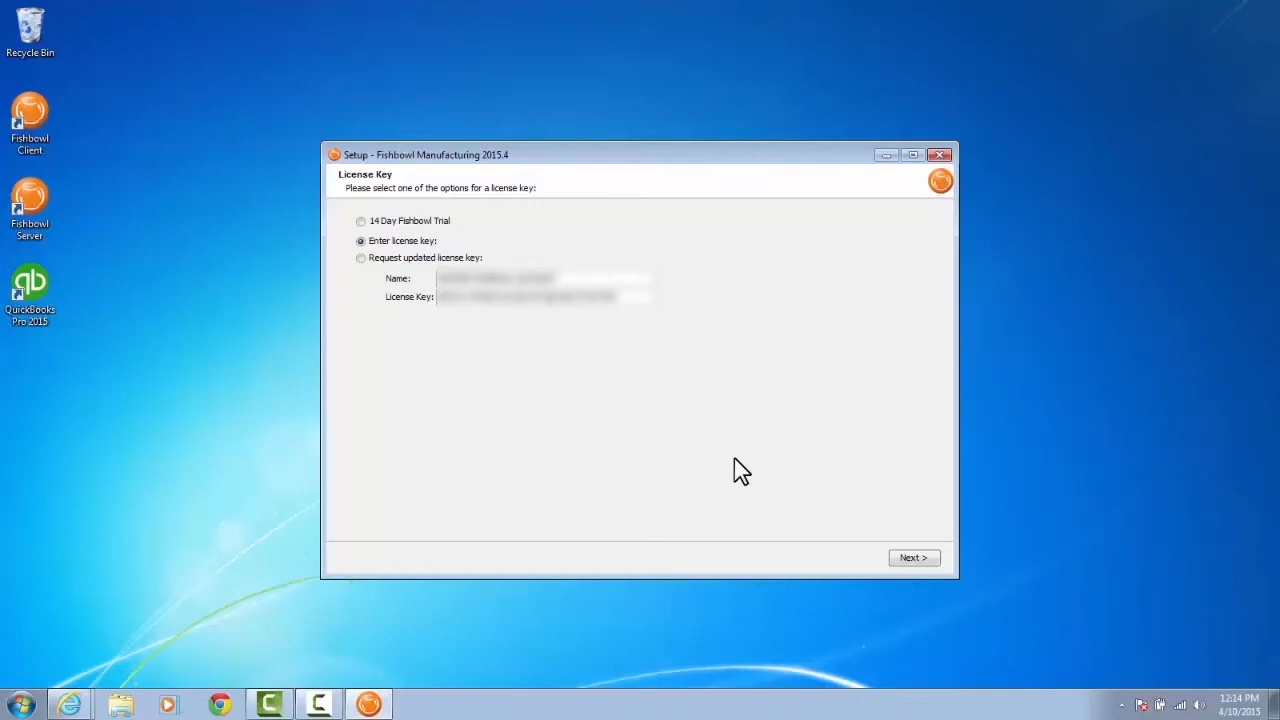 Recycle Bin
Fishbowl
Client
Fishbowl
Server
qb
QuickBooks
Pro 2015
Setup - Fishbowl Manufacturing 2015.4
License Key
Please select one of the options for a license key:
14 Day Fishbowl Trial
Enter license key:
Request updated license key:
Name:
License Key:
Next >
12:14 PM
4/10/2015